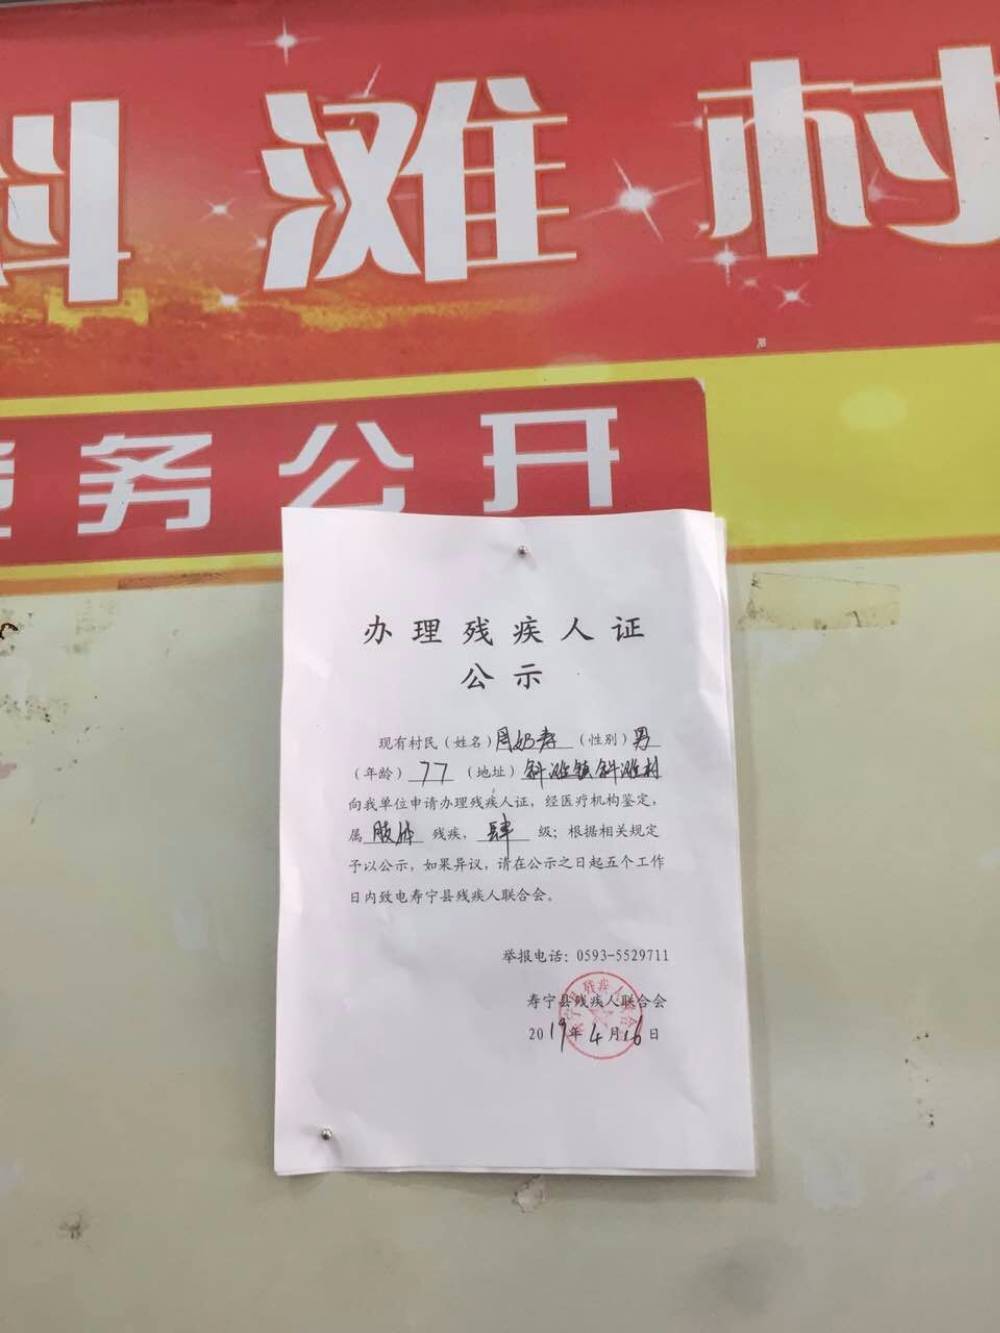 斜滩村
务公开
办理残疾人证
公示
现有村民（姓名）周奶寿（性别）男
（年龄）77（地址）斜滩镇斜滩村
向我单位申请办理残疾人证，经医疗机构鉴定，
属肢体残疾，肆级；根据相关规定
予以公示，如果异议，请在公示之日起五个工作
日内致电寿宁县残疾人联合会。
举报电话：0593-5529711
寿宁县残疾人联合会
2019年4月16日